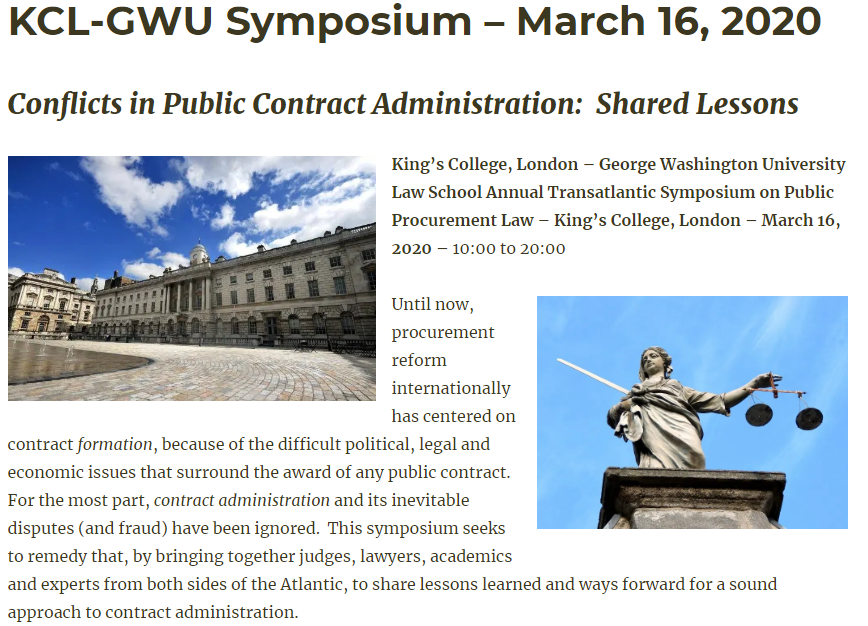 KCL-GWU Symposium – March 16, 2020
Conflicts in Public Contract Administration:  Shared Lessons
King's College, London – George Washington University
Law School Annual Transatlantic Symposium on Public
Procurement Law – King's College, London – March 16,
2020 – 10:00 to 20:00
Until now,
procurement
reform
internationally
has centered on
contract formation, because of the difficult political, legal and
economic issues that surround the award of any public contract.
For the most part, contract administration and its inevitable
disputes (and fraud) have been ignored.  This symposium seeks
to remedy that, by bringing together judges, lawyers, academics
and experts from both sides of the Atlantic, to share lessons learned and ways forward for a sound
approach to contract administration.